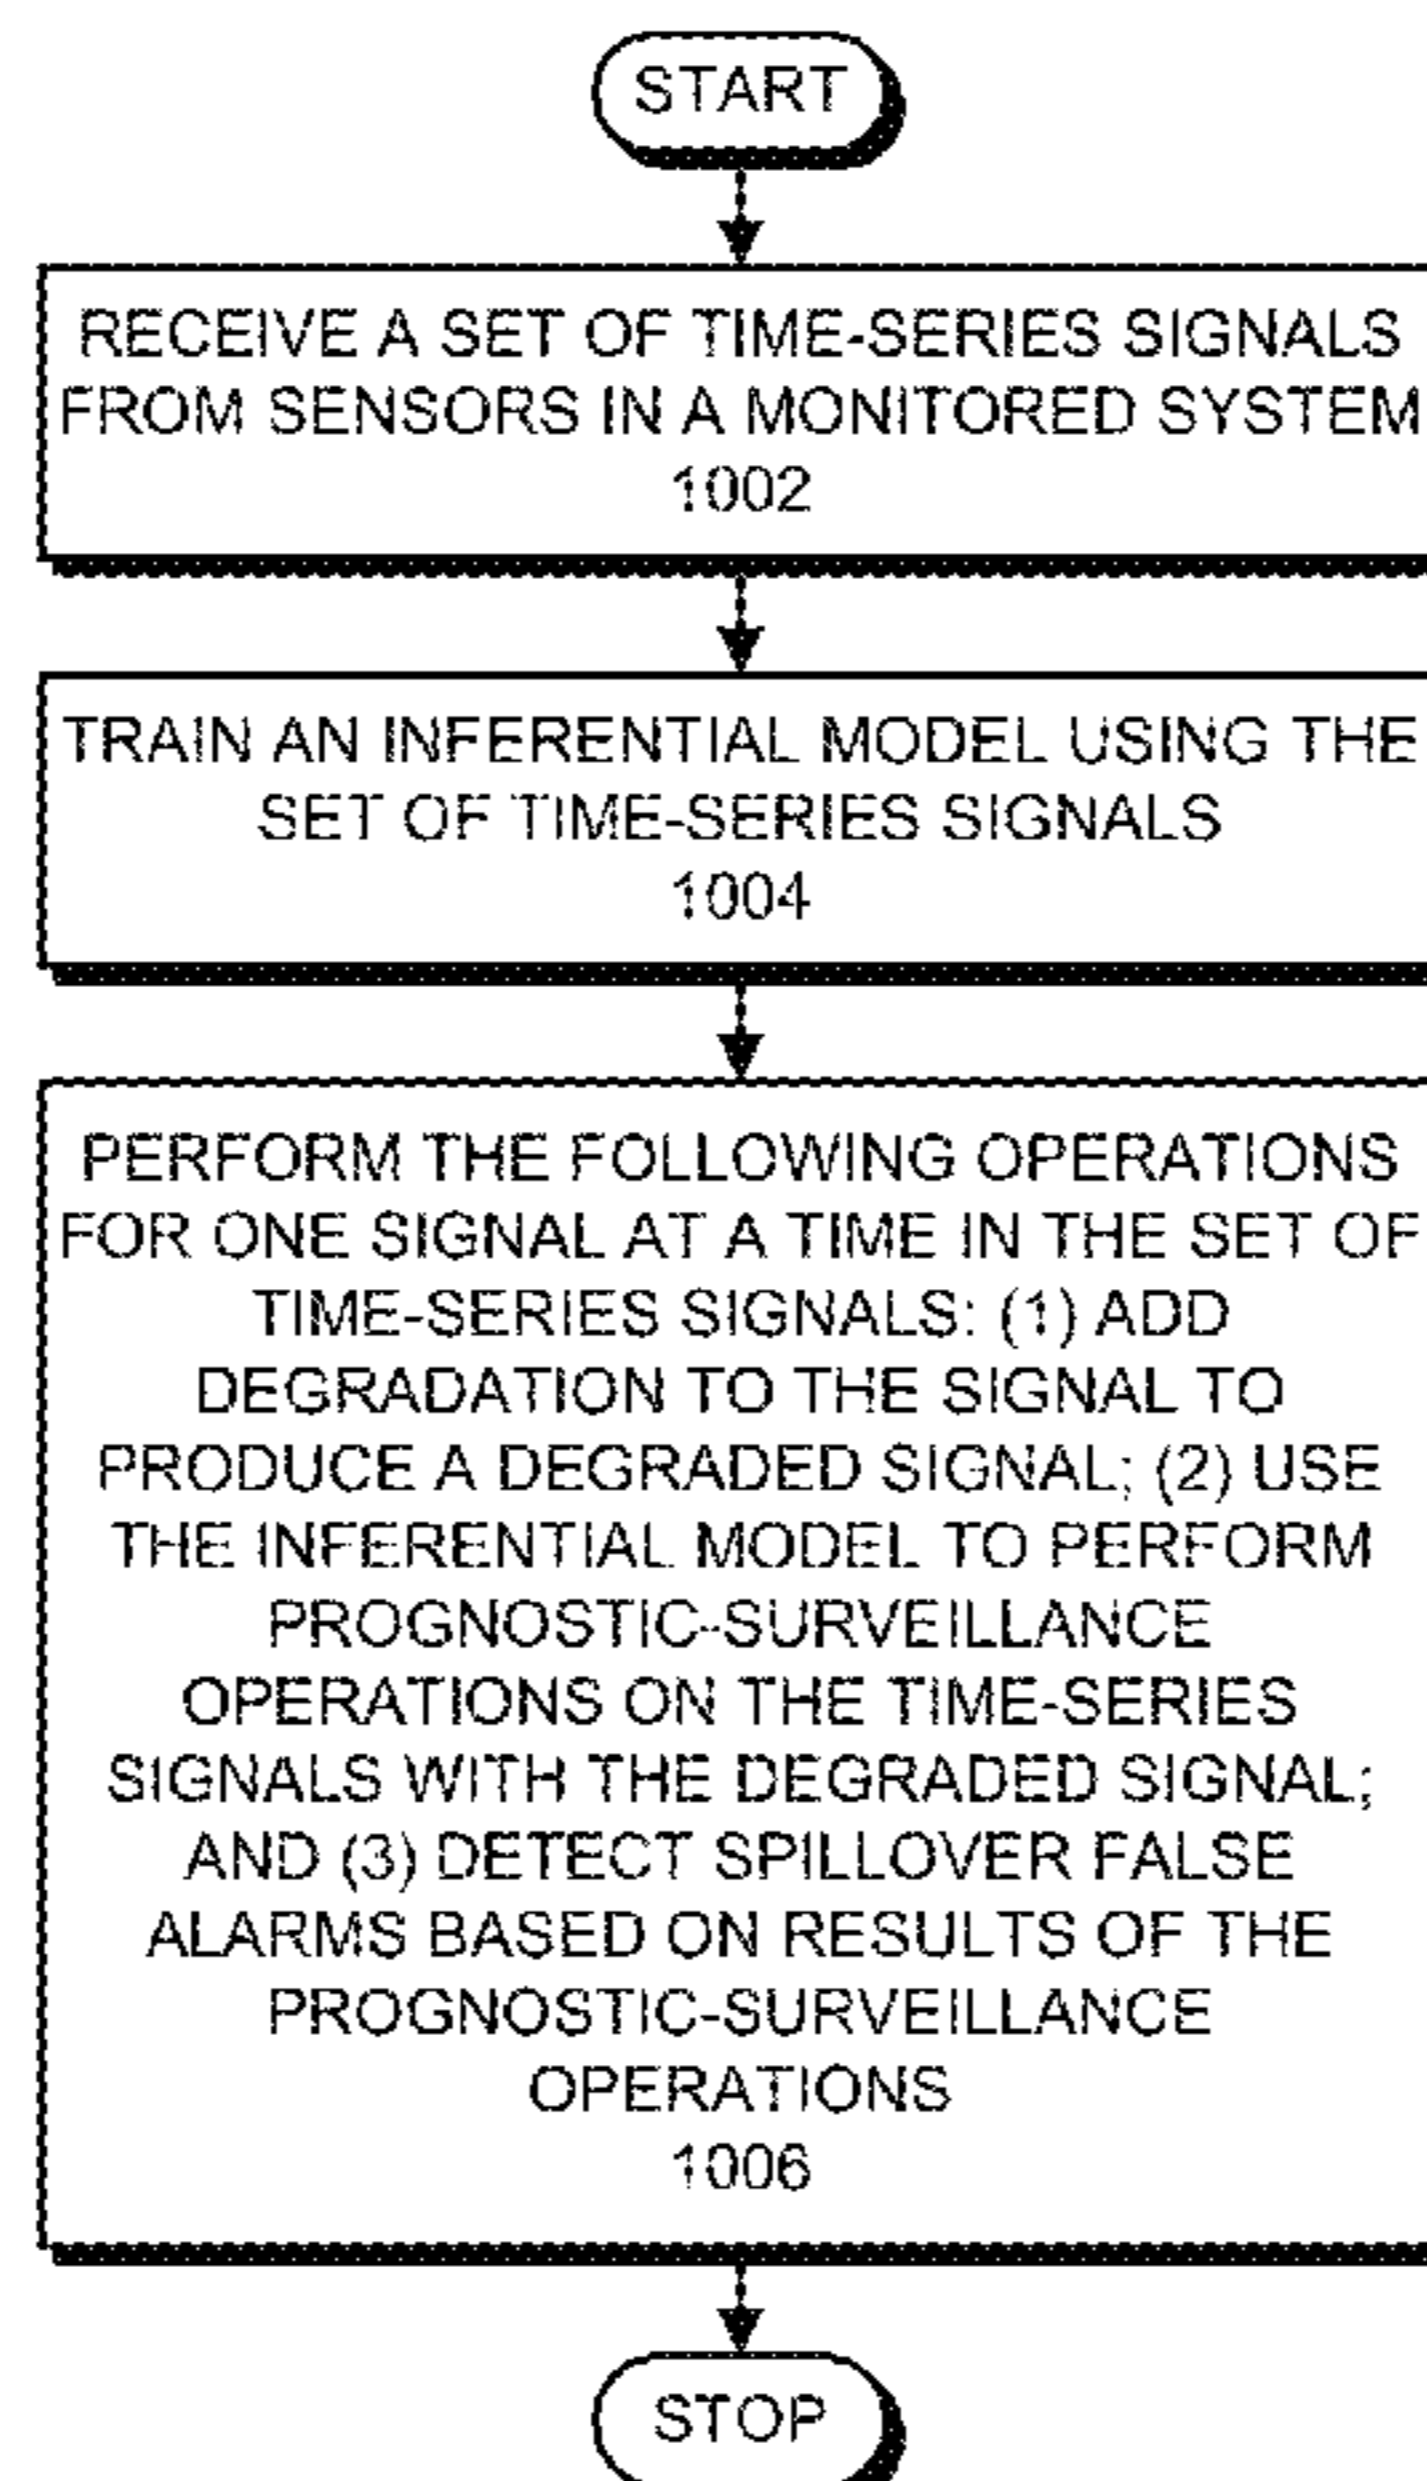 START
RECEIVE A SET OF TIME-SERIES SIGNALS
FROM SENSORS IN A MONITORED SYSTEM
1002
TRAIN AN INFERENTIAL MODEL USING THE
SET OF TIME-SERIES SIGNALS
1004
PERFORM THE FOLLOWING OPERATIONS
FOR ONE SIGNAL AT A TIME IN THE SET OF
TIME-SERIES SIGNALS: (1) ADD
DEGRADATION TO THE SIGNAL TO
PRODUCE A DEGRADED SIGNAL; (2) USE
THE INFERENTIAL MODEL TO PERFORM
PROGNOSTIC-SURVEILLANCE
OPERATIONS ON THE TIME-SERIES
SIGNALS WITH THE DEGRADED SIGNAL;
AND (3) DETECT SPILLOVER FALSE
ALARMS BASED ON RESULTS OF THE
PROGNOSTIC-SURVEILLANCE
OPERATIONS
1006
STOP